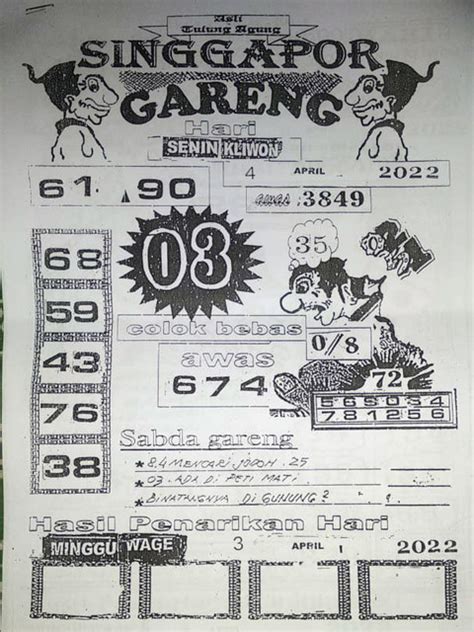 Asli
Tulung Agung
SINGGAPOR
GARENG
Hari
SENIN KLIWON
4 APRIL 2022
61 90
3849
68
03
35
59
colok bebas
0/8
43
awas
674
72
565034
781256
76
Sabda gareng
38
* 84 MENCARI JODOH .25
* 03 . ADA DI PETI MATI
* BINATANGNYA DI GUNUNG?
Hasil Penarikan Hari
MINGGU WAGE 3 APRIL 2022